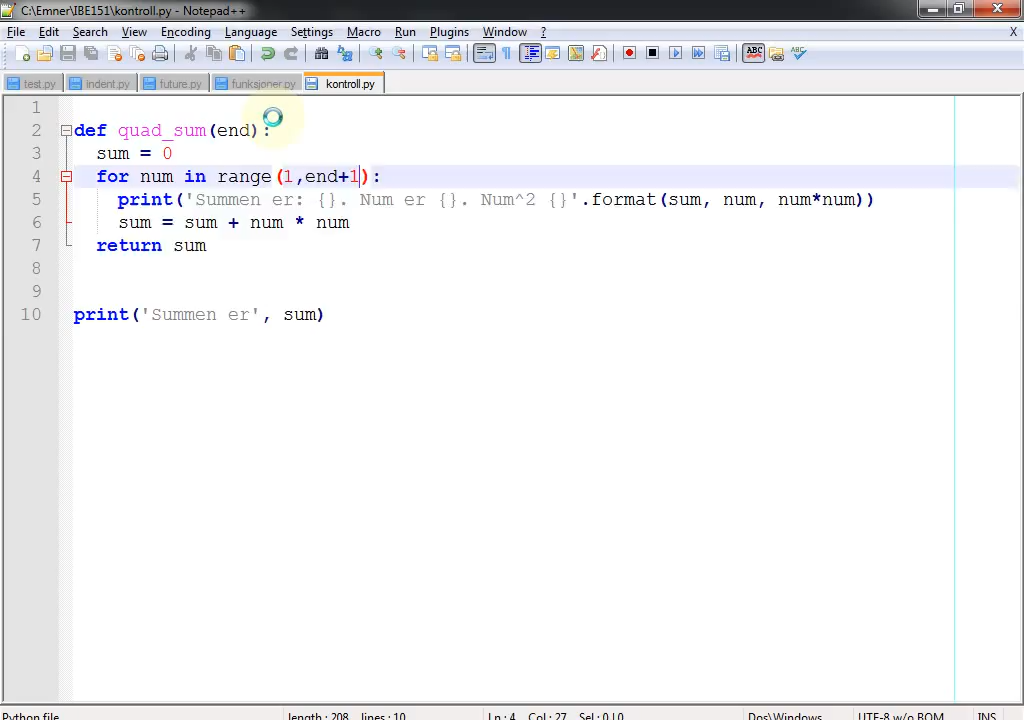 C:\Emner\IBE151\kontroll.py - Notepad++
File Edit Search View Encoding Language Settings Macro Run Plugins Window ? X
test.py indent.py future.py funksjoner.py kontroll.py
1
2 def quad_sum(end):
3 sum = 0
4 for num in range(1,end+1):
5 print('Summen er: {}. Num er {}. Num^2 {}'.format(sum, num, num*num))
6 sum = sum + num * num
7 return sum
8
9
10 print('Summen er', sum)
Python file length : 208 lines : 10 Ln : 4 Col : 27 Sel : 0 | 0 Dos\Windows UTF-8 w/o BOM INS